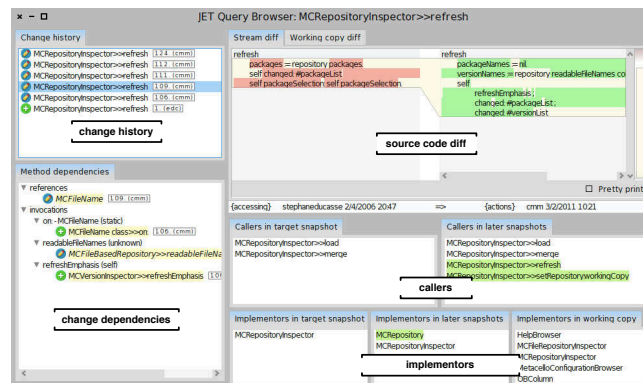 JET Query Browser: MCRepositoryInspector>>refresh
Change history
MCRepositoryInspector>>refresh [124 (cmm)]
MCRepositoryInspector>>refresh [112 (cmm)]
MCRepositoryInspector>>refresh [111 (cmm)]
MCRepositoryInspector>>refresh [109 (cmm)]
MCRepositoryInspector>>refresh [106 (cmm)]
MCRepositoryInspector>>refresh [1 (edc)]
change history
Method dependencies
references
MCFileName [109 (cmm)]
invocations
on: - MCFileName (static)
MCFileName class>>on: [106 (cmm)]
readableFileNames (unknown)
MCFileBasedRepository>>readableFileNa
refreshEmphasis (self)
MCVersionInspector>>refreshEmphasis [10
change dependencies
Stream diff Working copy diff
refresh
packages := repository packages.
self changed: #packageList.
self packageSelection: self packageSelection.
refresh
packageNames := nil.
versionNames := repository readableFileNames co
self
refreshEmphasis ;
changed: #packageList ;
changed: #versionList
source code diff
Pretty print
{accessing} stephaneducasse 2/4/2006 20:47 => {actions} cmm 3/2/2011 10:21
Callers in target snapshot
MCRepositoryInspector>>load
MCRepositoryInspector>>merge
Callers in later snapshots
MCRepositoryInspector>>load
MCRepositoryInspector>>merge
MCRepositoryInspector>>refresh
MCRepositoryInspector>>setRepository:workingCopy:
callers
Implementors in target snapshot
MCRepositoryInspector
Implementors in later snapshots
MCRepository
MCRepositoryInspector
Implementors in working copy
HelpBrowser
MCFileRepositoryInspector
MCRepositoryInspector
MetacelloConfigurationBrowser
OBColumn
implementors